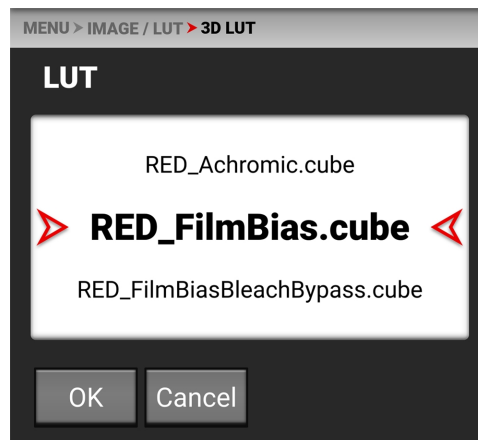 MENU > IMAGE / LUT > 3D LUT
LUT
RED_Achromic.cube
RED_FilmBias.cube
RED_FilmBiasBleachBypass.cube
OK Cancel